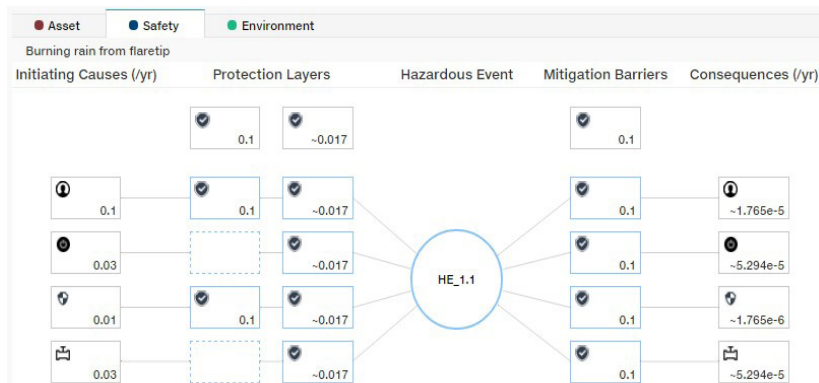 Asset Safety Environment
Burning rain from flaretip
Initiating Causes (/yr) Protection Layers Hazardous Event Mitigation Barriers Consequences (/yr)
0.1 ~0.017 0.1
0.1 0.1 ~0.017 0.1 ~1.765e-5
0.03 ~0.017 0.1 ~5.294e-5
HE_1.1
0.01 0.1 ~0.017 0.1 ~1.765e-6
0.03 ~0.017 0.1 ~5.294e-5